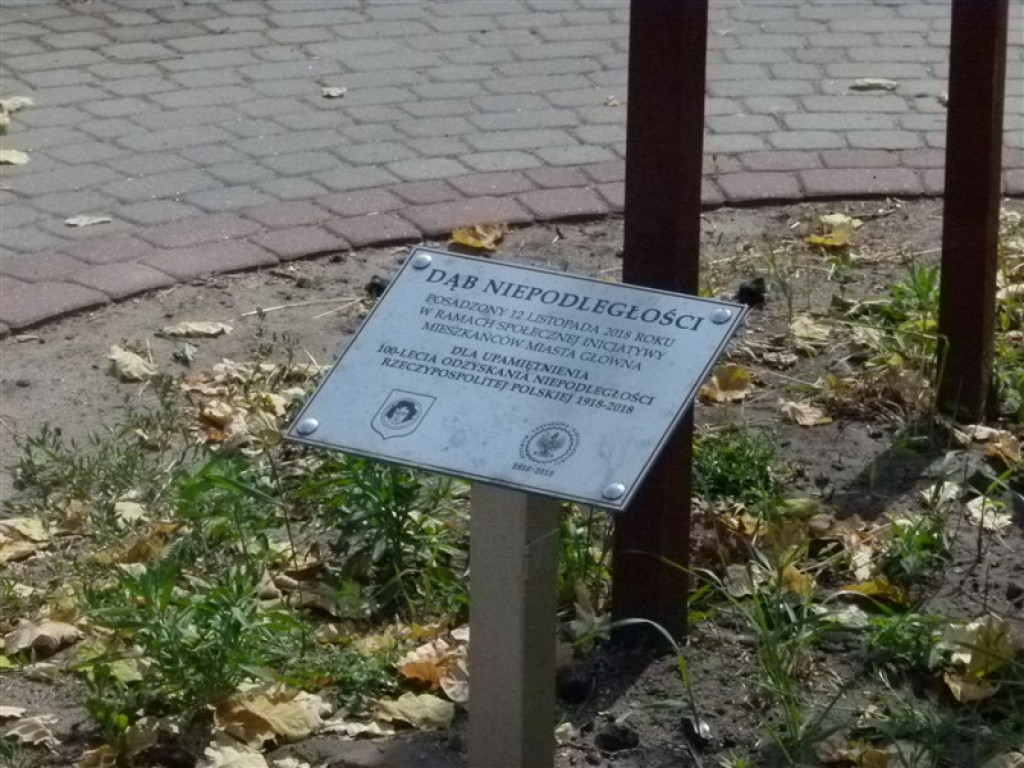 DĄB NIEPODLEGŁOŚCI
POSADZONY 12 LISTOPADA 2018 ROKU
W RAMACH SPOŁECZNEJ INICJATYWY
MIESZKAŃCÓW MIASTA GŁOWNA
DLA UPAMIĘTNIENIA
100-LECIA ODZYSKANIA NIEPODLEGŁOŚCI
RZECZYPOSPOLITEJ POLSKIEJ 1918-2018
1918-2018